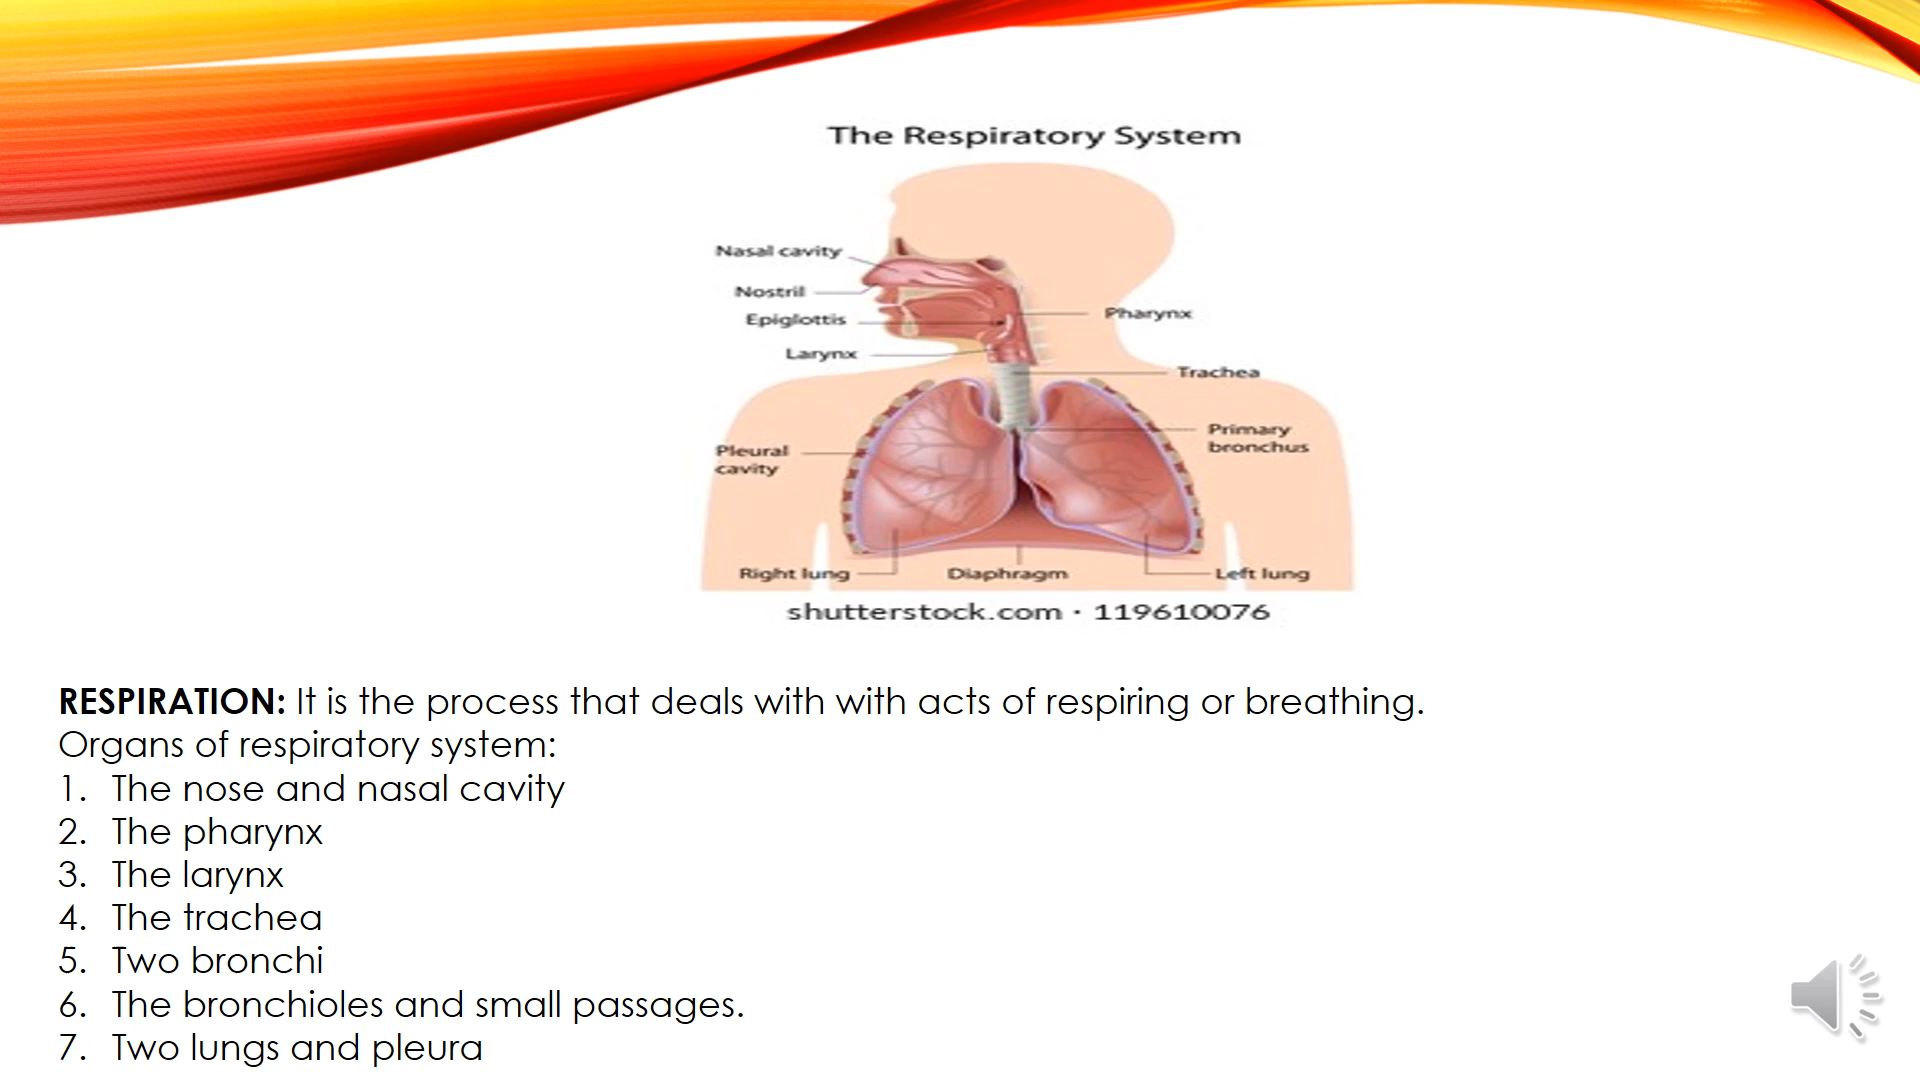 The Respiratory System
Nasal cavity
Nostril
Epiglottis
Larynx
Pharynx
Trachea
Primary
bronchus
Pleural
cavity
Right lung
Diaphragm
Left lung
shutterstock.com · 119610076
RESPIRATION: It is the process that deals with with acts of respiring or breathing.
Organs of respiratory system:
1. The nose and nasal cavity
2. The pharynx
3. The larynx
4. The trachea
5. Two bronchi
6. The bronchioles and small passages.
7. Two lungs and pleura